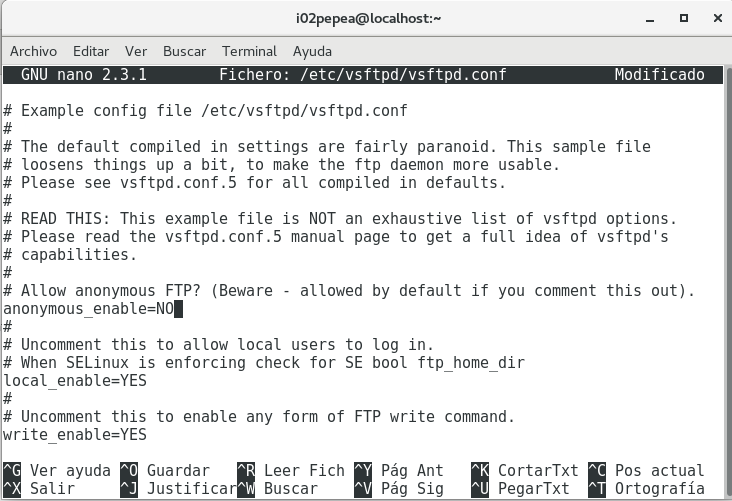 i02pepea@localhost:~
Archivo Editar Ver Buscar Terminal Ayuda
GNU nano 2.3.1 Fichero: /etc/vsftpd/vsftpd.conf Modificado
# Example config file /etc/vsftpd/vsftpd.conf
#
# The default compiled in settings are fairly paranoid. This sample file
# loosens things up a bit, to make the ftp daemon more usable.
# Please see vsftpd.conf.5 for all compiled in defaults.
#
# READ THIS: This example file is NOT an exhaustive list of vsftpd options.
# Please read the vsftpd.conf.5 manual page to get a full idea of vsftpd's
# capabilities.
#
# Allow anonymous FTP? (Beware - allowed by default if you comment this out).
anonymous_enable=NO
#
# Uncomment this to allow local users to log in.
# When SELinux is enforcing check for SE bool ftp_home_dir
local_enable=YES
#
# Uncomment this to enable any form of FTP write command.
write_enable=YES
^G Ver ayuda ^O Guardar ^R Leer Fich ^Y Pág Ant ^K CortarTxt ^C Pos actual
^X Salir ^J Justificar ^W Buscar ^V Pág Sig ^U PegarTxt ^T Ortografía